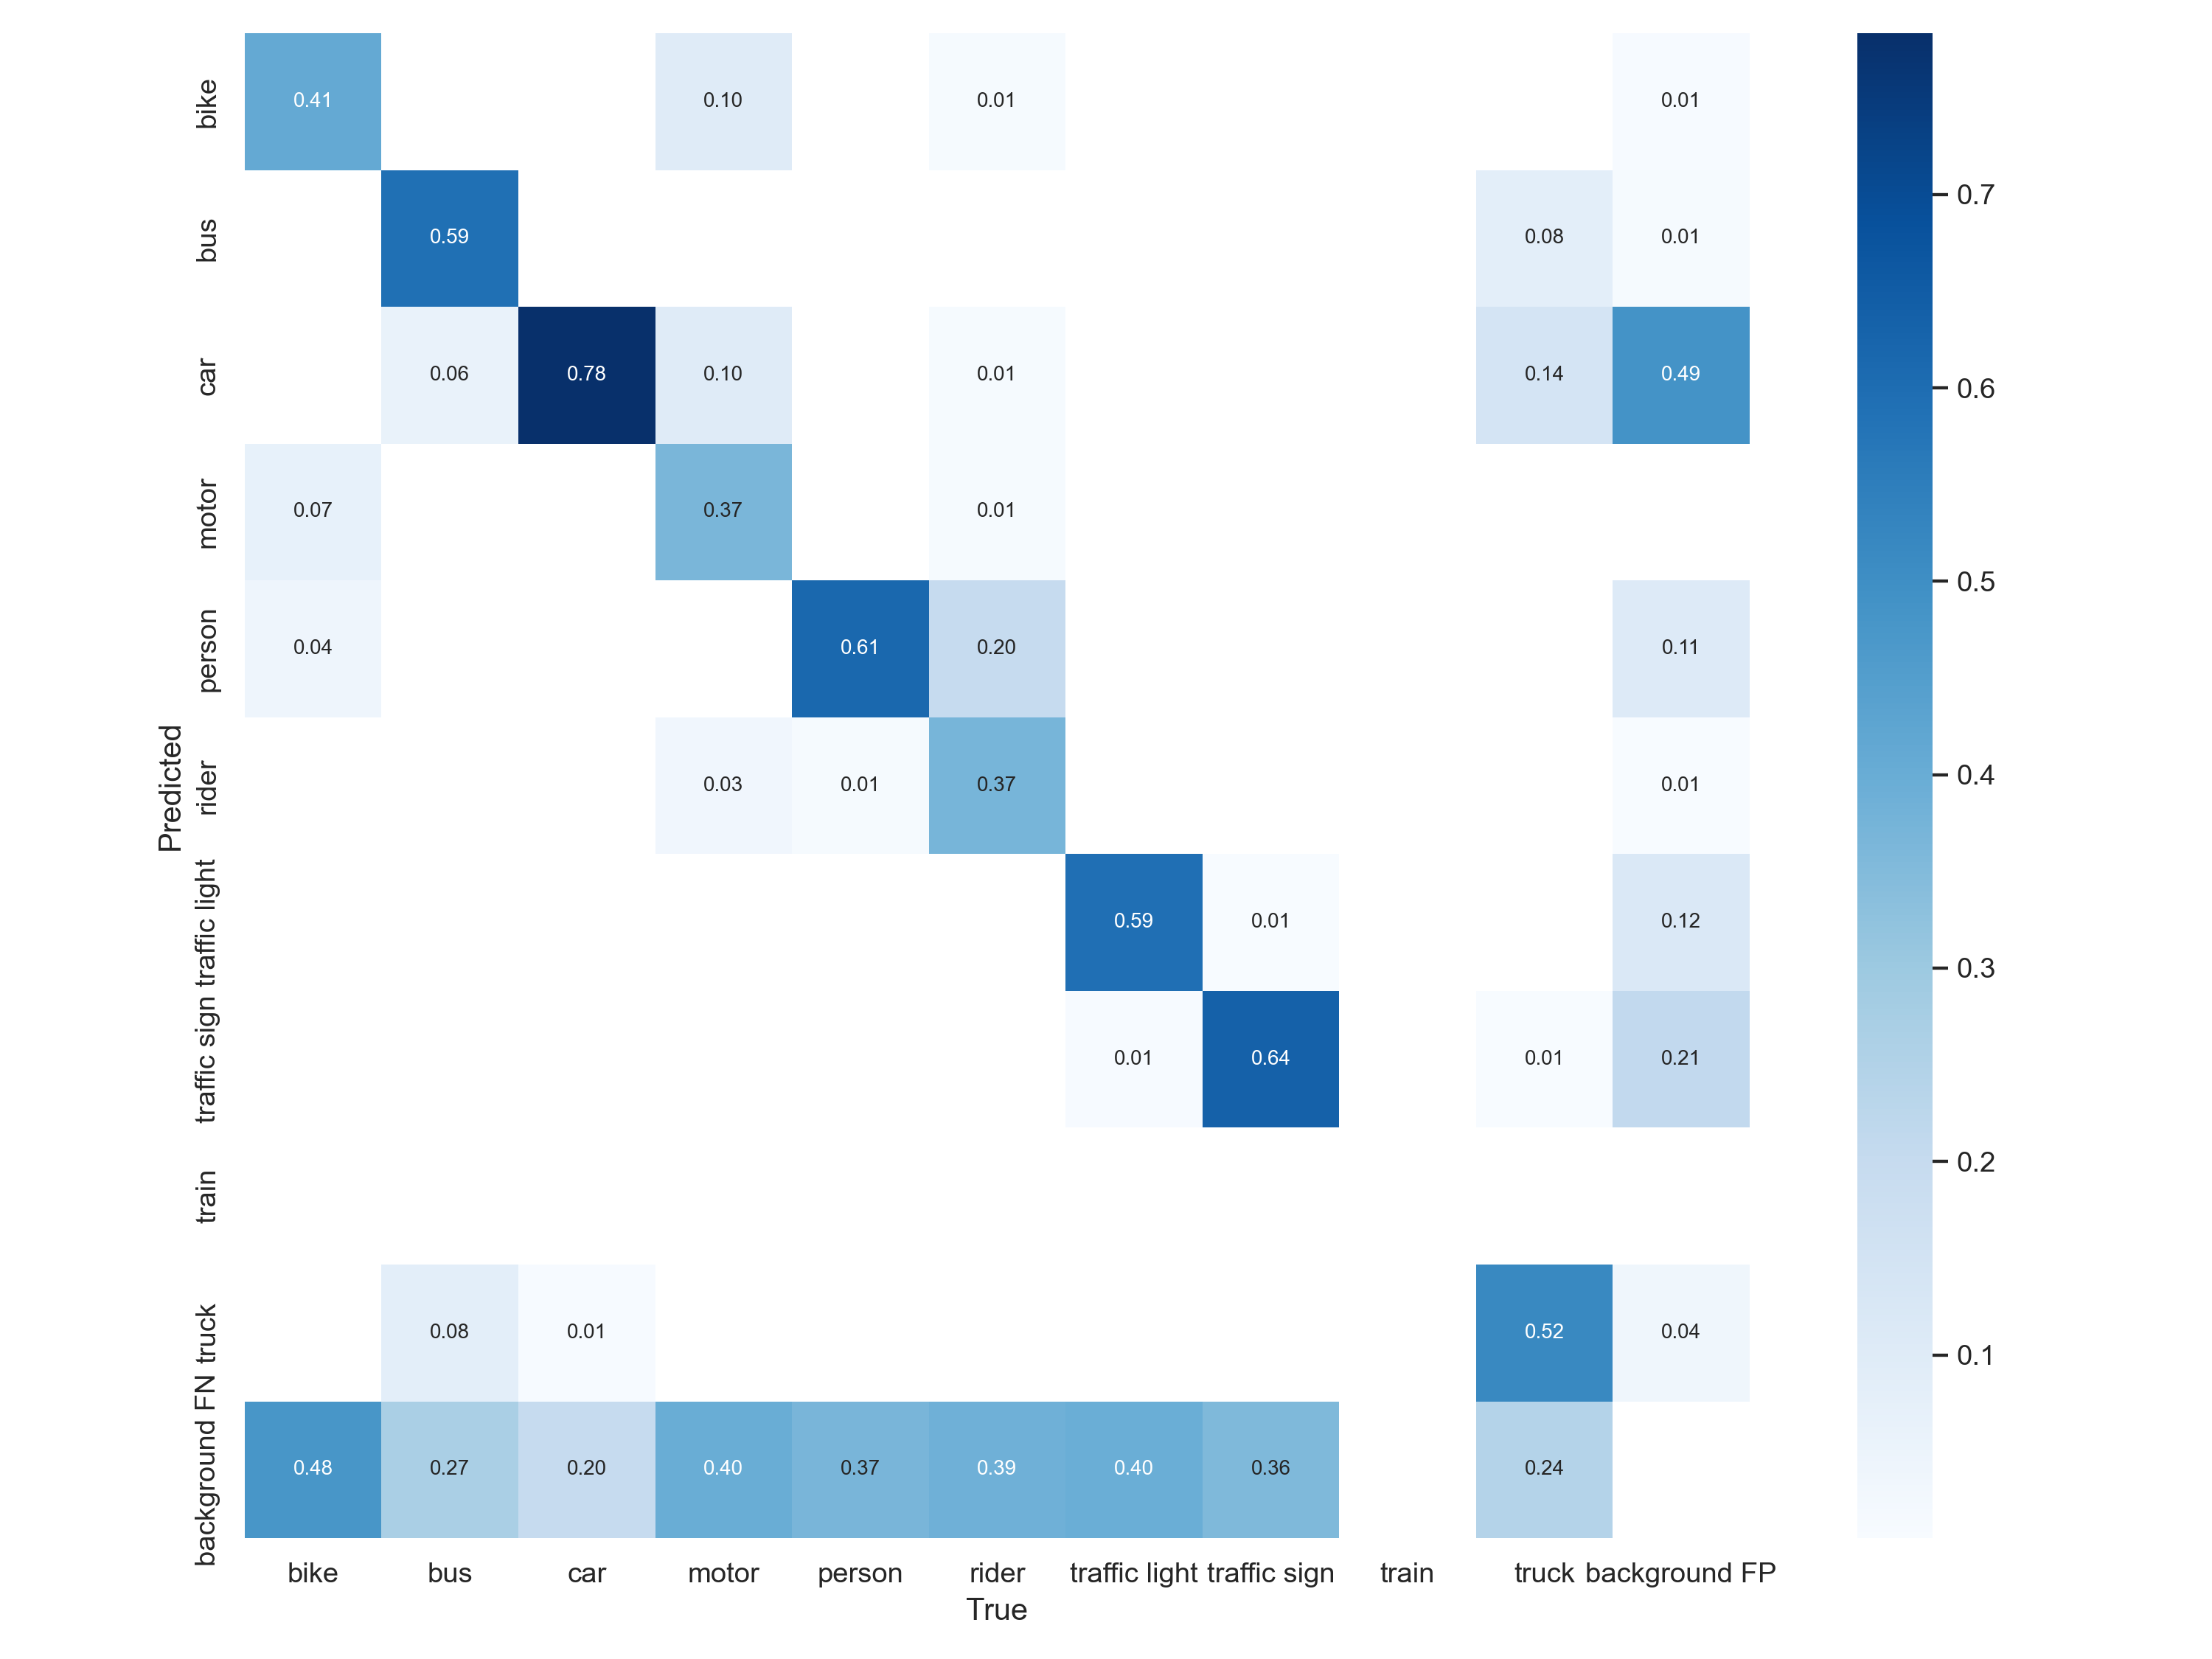 bike 0.41 0.10 0.01 0.01
bus 0.59 0.08 0.01
car 0.06 0.78 0.10 0.01 0.14 0.49
motor 0.07 0.37 0.01
person 0.04 0.61 0.20 0.11
rider 0.03 0.01 0.37 0.01
traffic light 0.59 0.01 0.12
traffic sign 0.01 0.64 0.01 0.21
train
truck 0.08 0.01 0.52 0.04
background FN 0.48 0.27 0.20 0.40 0.37 0.39 0.40 0.36 0.24
bike bus car motor person rider traffic light traffic sign train truck background FP
True
Predicted
0.7
0.6
0.5
0.4
0.3
0.2
0.1